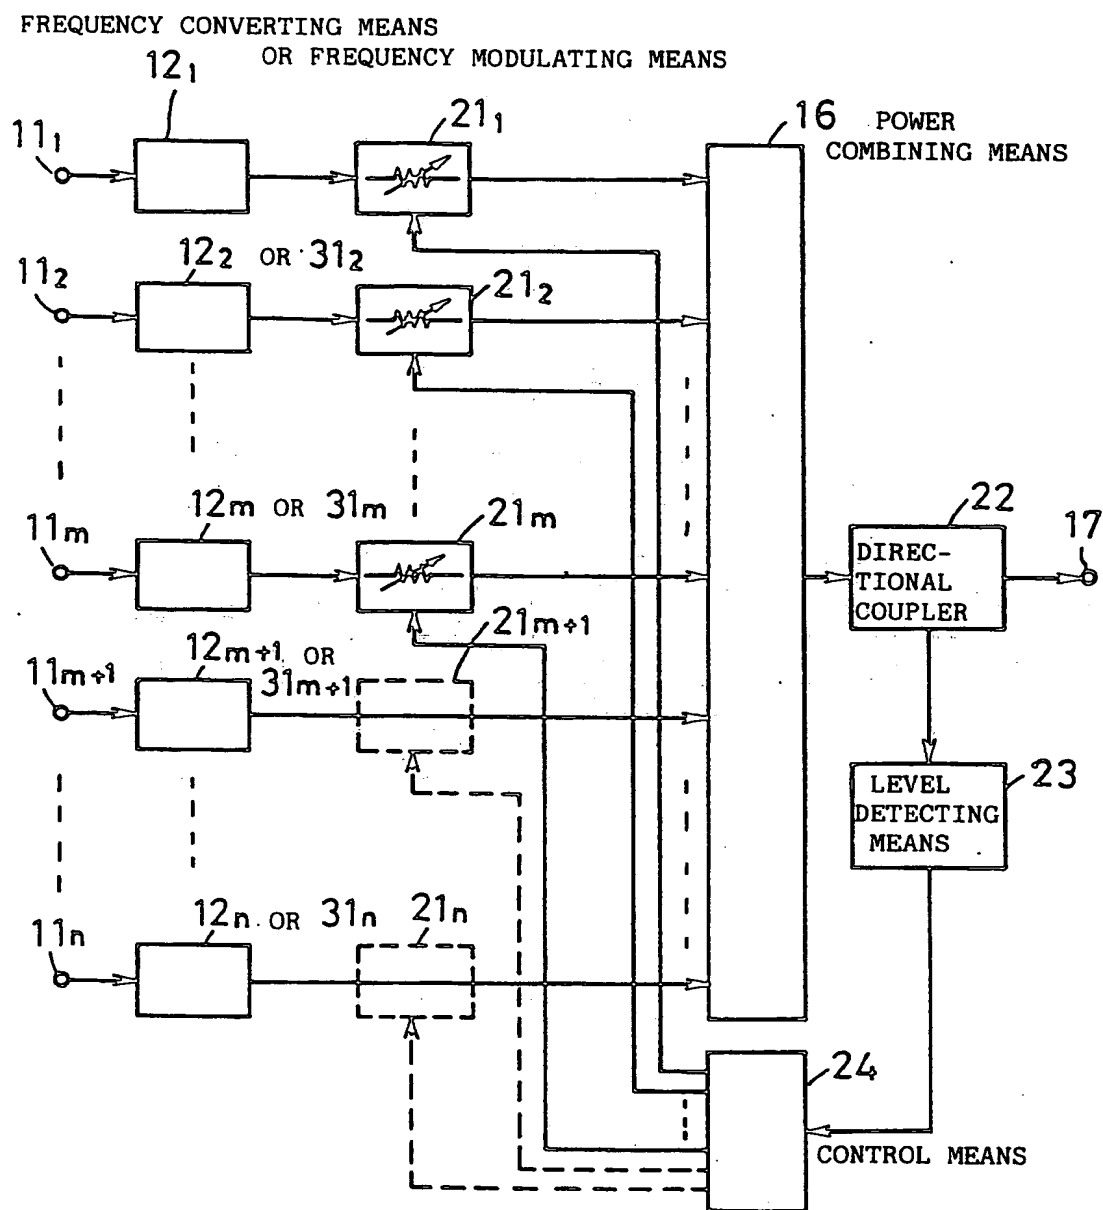 FREQUENCY CONVERTING MEANS
OR FREQUENCY MODULATING MEANS
12₁
11₁
21₁
16 POWER
COMBINING MEANS
12₂ OR 31₂
11₂
21₂
12m OR 31m
11m
21m
22
17
DIREC-
TIONAL
COUPLER
21m+1
12m+1 OR
31m+1
11m+1
23
LEVEL
DETECTING
MEANS
12n OR 31n
21n
11n
24
CONTROL MEANS